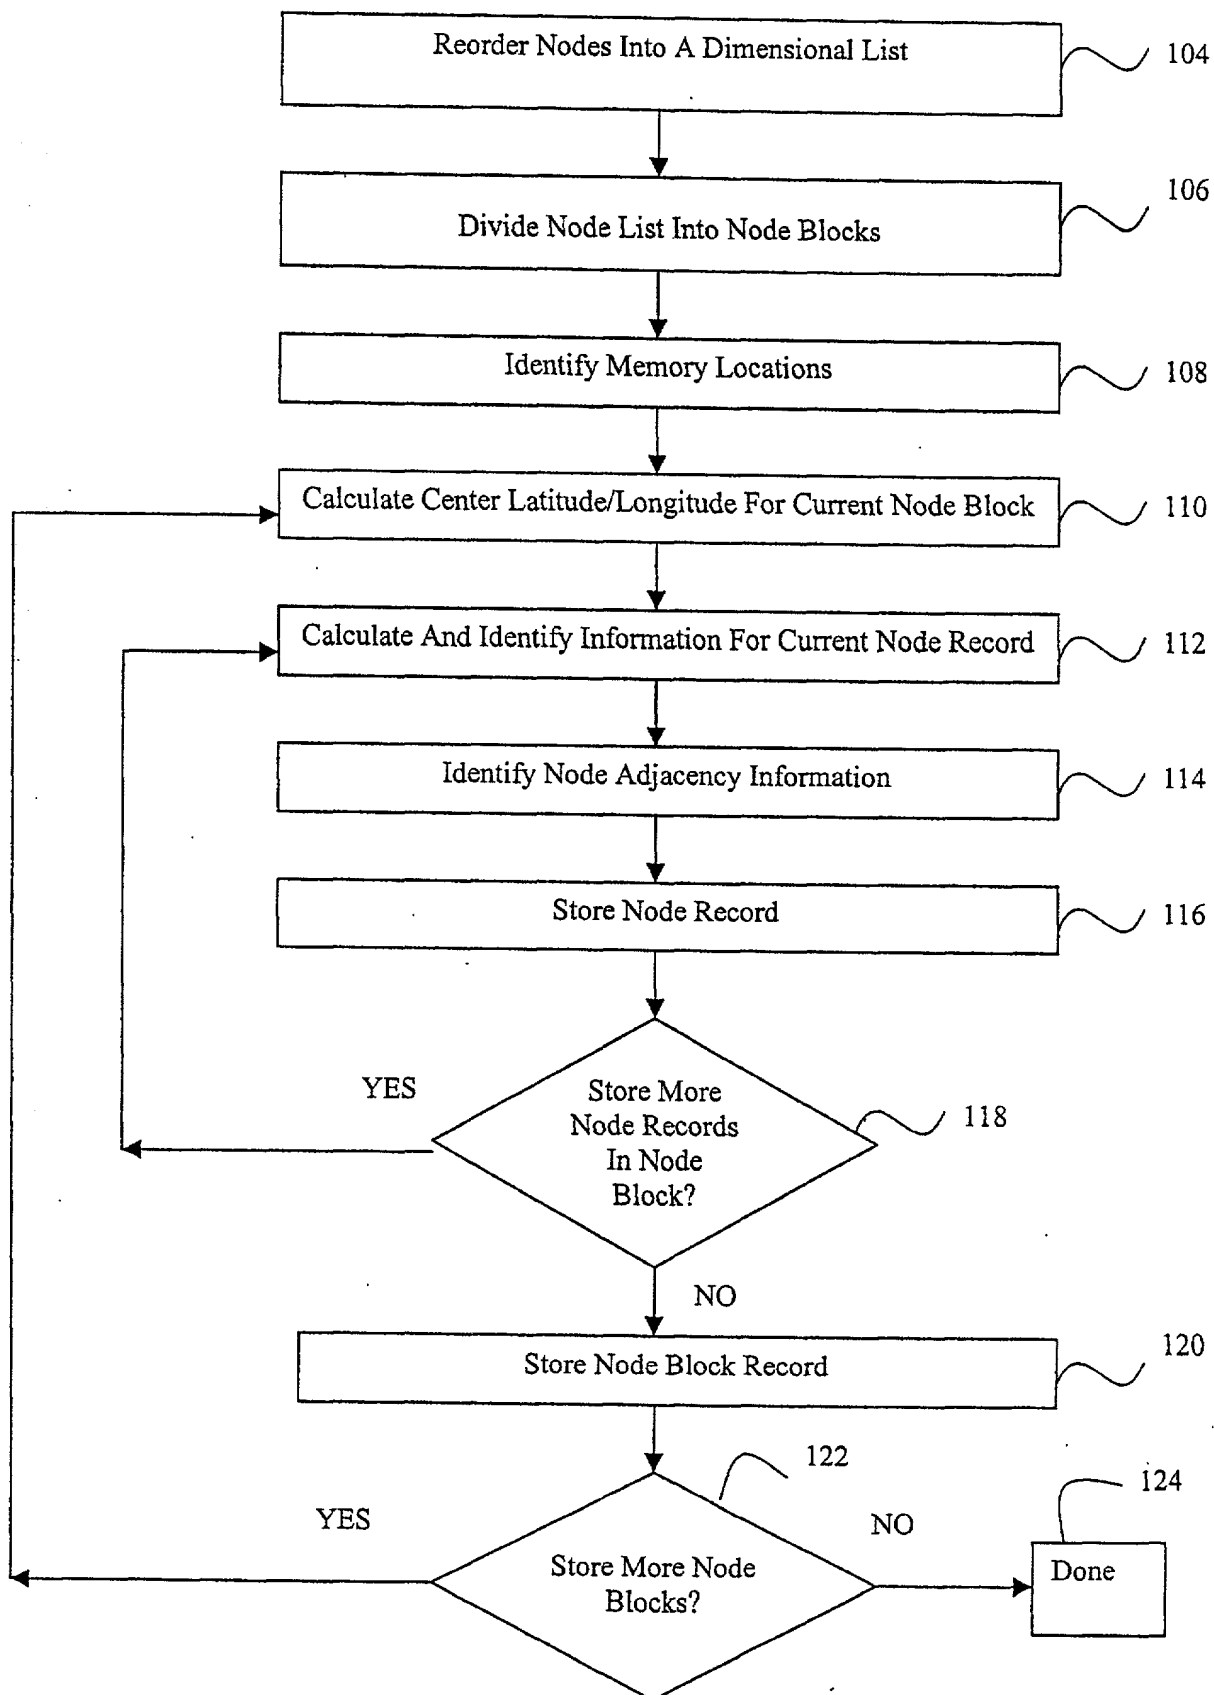 Reorder Nodes Into A Dimensional List
104
106
Divide Node List Into Node Blocks
Identify Memory Locations
108
Calculate Center Latitude/Longitude For Current Node Block
110
Calculate And Identify Information For Current Node Record
112
Identify Node Adjacency Information
114
Store Node Record
116
YES
Store More
Node Records
In Node
Block?
118
NO
Store Node Block Record
120
122
124
YES
NO
Store More Node
Blocks?
Done